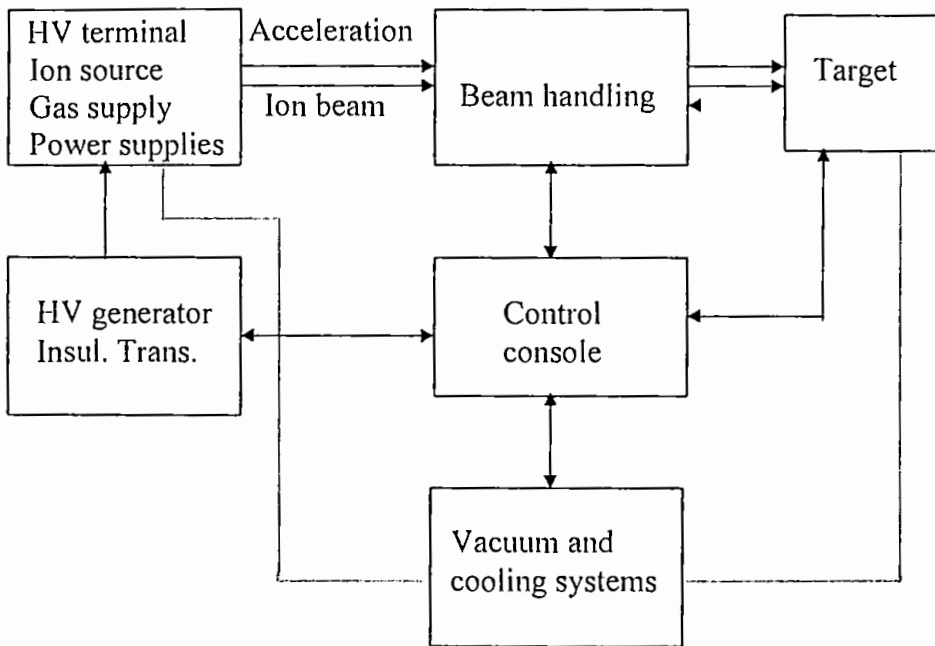 HV terminal
Ion source
Gas supply
Power supplies
Acceleration
Ion beam
Beam handling
Target
HV generator
Insul. Trans.
Control
console
Vacuum and
cooling systems